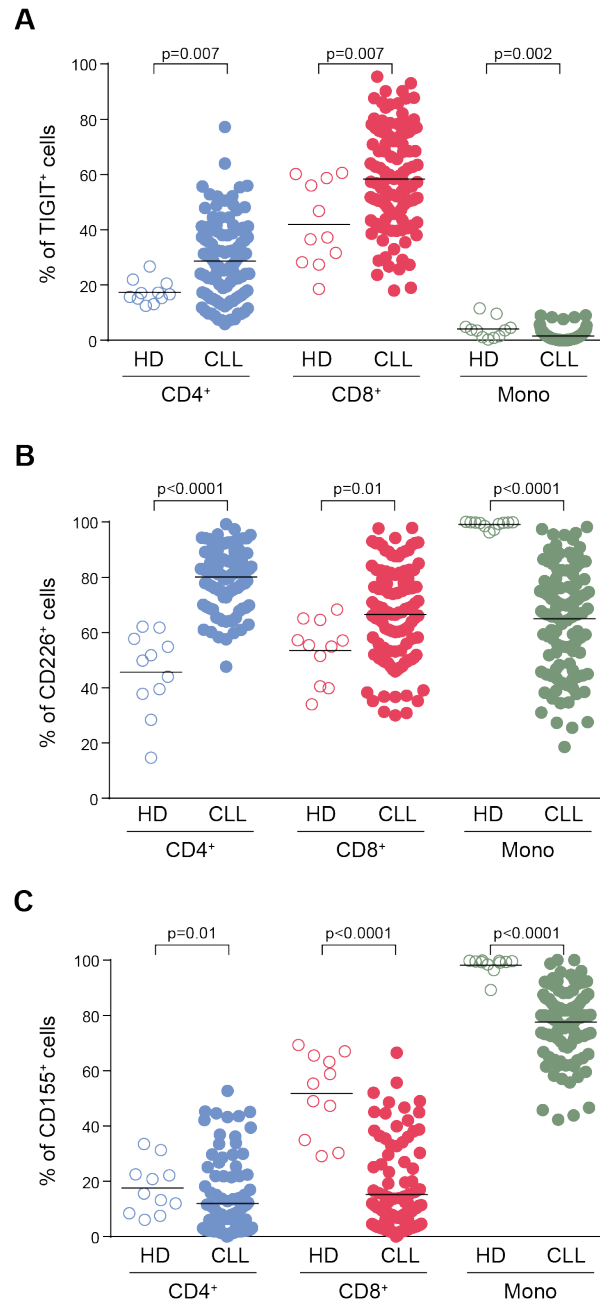 A
p=0.007 p=0.007 p=0.002
% of TIGIT⁺ cells
100
80
60
40
20
0
HD CLL HD CLL HD CLL
CD4⁺ CD8⁺ Mono
B
p<0.0001 p=0.01 p<0.0001
% of CD226⁺ cells
100
80
60
40
20
0
HD CLL HD CLL HD CLL
CD4⁺ CD8⁺ Mono
C
p=0.01 p<0.0001 p<0.0001
% of CD155⁺ cells
100
80
60
40
20
0
HD CLL HD CLL HD CLL
CD4⁺ CD8⁺ Mono